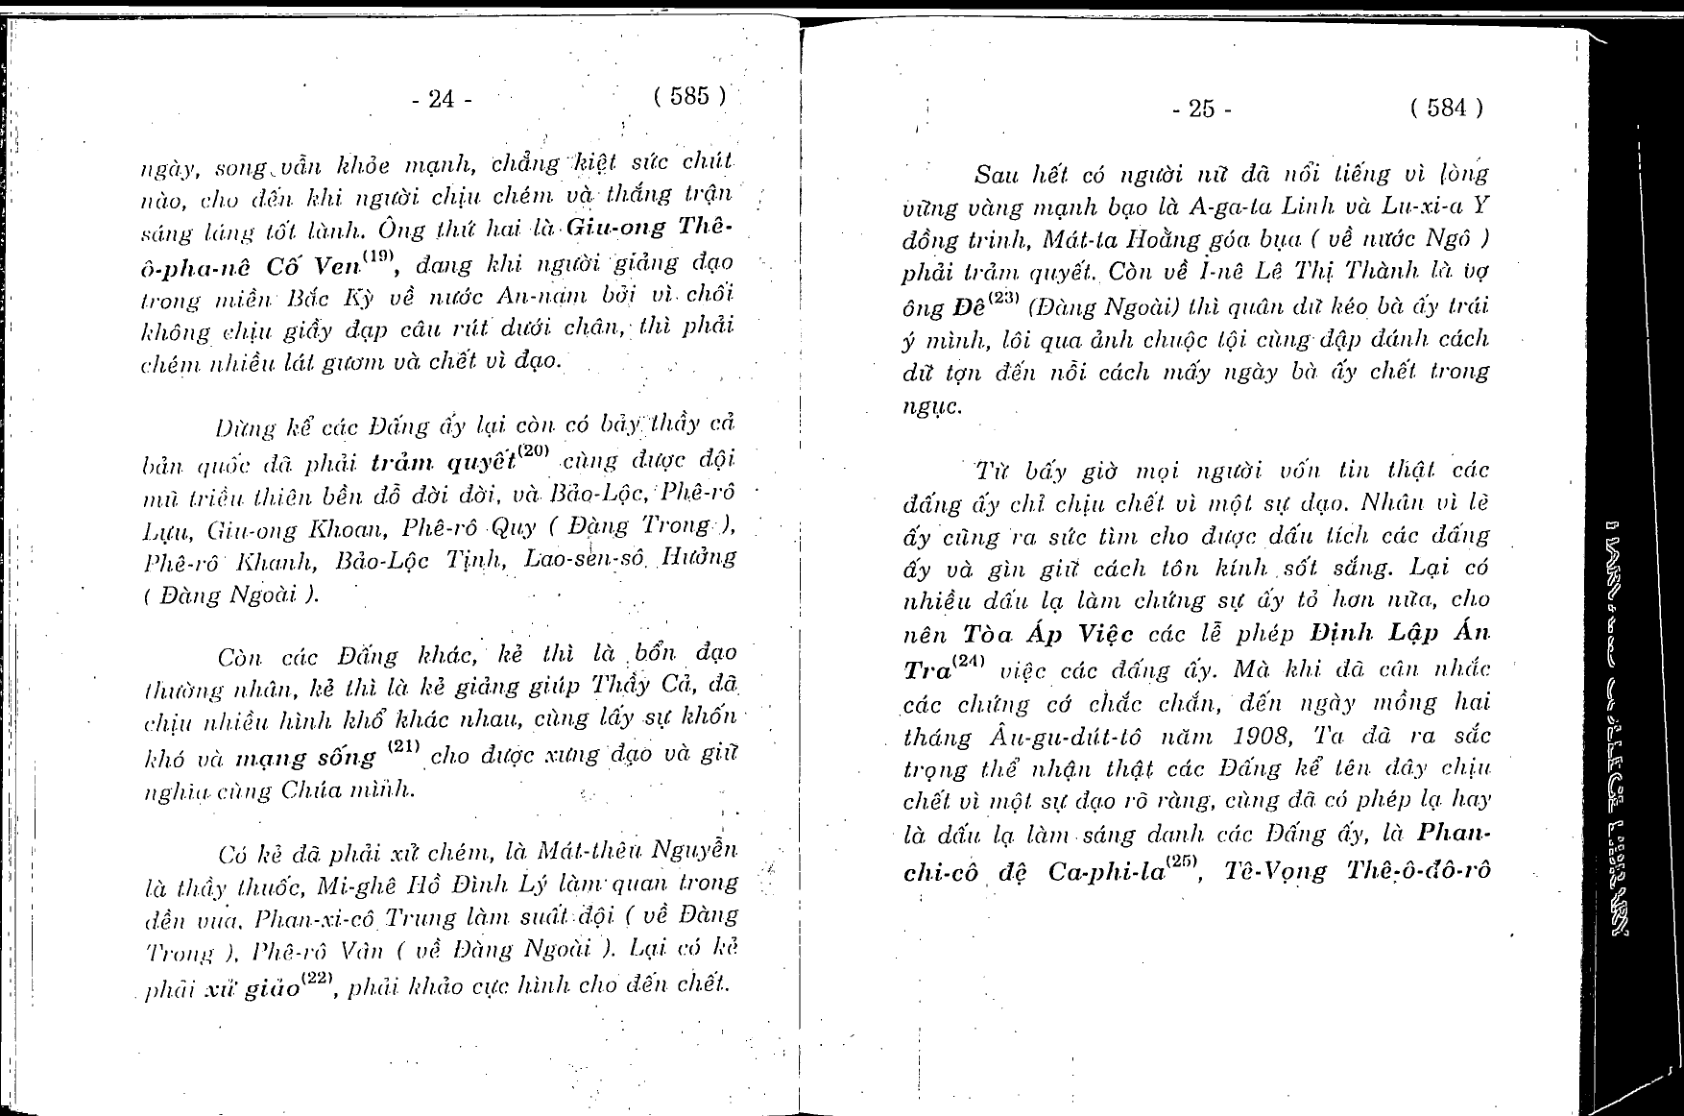 - 24 - ( 585 )
ngày, song vẫn khỏe mạnh, chẳng kiệt sức chút
nào, cho đến khi người chịu chém và thắng trận
sáng láng tốt lành. Ông thứ hai là Giu-ong Thê-
ô-pha-nê Cố Ven(19), đang khi người giảng đạo
trong miền Bắc Kỳ về nước An-nam bởi vì chối
không chịu giầy đạp câu rút dưới chân, thì phải
chém nhiều lát gươm và chết vì đạo.
Dừng kể các Đấng ấy lại còn có bảy thầy cả
bản quốc đã phải trảm quyết(20) cùng được đội
mũ triều thiên bền đỗ đời đời, và Bảo-Lộc, Phê-rô
Lựu, Giu-ong Khoan, Phê-rô Quy ( Đàng Trong ),
Phê-rô Khanh, Bảo-Lộc Tịnh, Lao-sen-sô Hưởng
( Đàng Ngoài ).
Còn các Đấng khác, kẻ thì là bổn đạo
thường nhân, kẻ thì là kẻ giảng giúp Thầy Cả, đã
chịu nhiều hình khổ khác nhau, cùng lấy sự khốn
khó và mạng sống (21) cho được xưng đạo và giữ
nghĩa cùng Chúa mình.
Có kẻ đã phải xử chém, là Mát-thêu Nguyễn
là thầy thuốc, Mi-ghê Hồ Đình Lý làm quan trong
đền vua, Phan-xi-cô Trung làm suất đội ( về Đàng
Trong ), Phê-rô Vân ( về Đàng Ngoài ). Lại có kẻ
phải xử giảo(22), phải khảo cực hình cho đến chết.
- 25 - ( 584 )
Sau hết có người nữ đã nổi tiếng vì lòng
vững vàng mạnh bạo là A-ga-ta Linh và Lu-xi-a Y
đồng trinh, Mát-ta Hoằng góa bụa ( về nước Ngô )
phải trảm quyết. Còn về I-nê Lê Thị Thành là vợ
ông Đê(23) (Đàng Ngoài) thì quân dữ kéo bà ấy trái
ý mình, lôi qua ảnh chuộc tội cùng đập đánh cách
dữ tợn đến nỗi cách mấy ngày bà ấy chết trong
ngục.
Từ bấy giờ mọi người vốn tin thật các
đấng ấy chỉ chịu chết vì một sự đạo. Nhân vì lẽ
ấy cũng ra sức tìm cho được dấu tích các đấng
ấy và gìn giữ cách tôn kính sốt sắng. Lại có
nhiều dấu lạ làm chứng sự ấy tỏ hơn nữa, cho
nên Tòa Áp Việc các lễ phép Định Lập Án
Tra(24) việc các đấng ấy. Mà khi đã cân nhắc
các chứng cớ chắc chắn, đến ngày mồng hai
tháng Âu-gu-dút-tô năm 1908, Ta đã ra sắc
trọng thể nhận thật các Đấng kể tên đây chịu
chết vì một sự đạo rõ ràng, cùng đã có phép lạ hay
là dấu lạ làm sáng danh các Đấng ấy, là Phan-
chi-cô đệ Ca-phi-la(25), Tê-Vọng Thê-ô-đô-rô